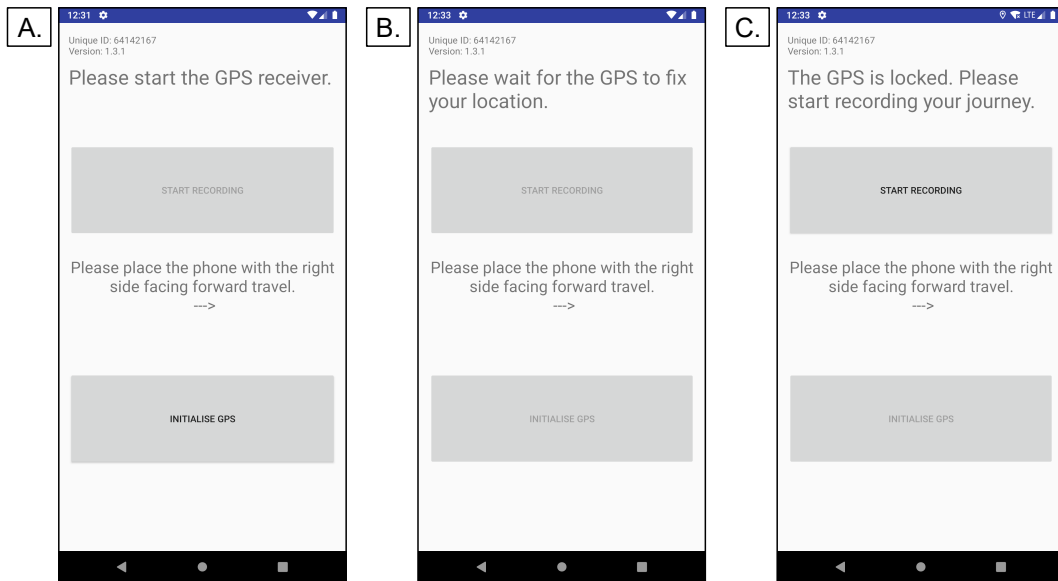 A.
12:31
Unique ID: 64142167
Version: 1.3.1
Please start the GPS receiver.
START RECORDING
Please place the phone with the right
side facing forward travel.
--->
INITIALISE GPS
B.
12:33
Unique ID: 64142167
Version: 1.3.1
Please wait for the GPS to fix
your location.
START RECORDING
Please place the phone with the right
side facing forward travel.
--->
INITIALISE GPS
C.
12:33 LTE
Unique ID: 64142167
Version: 1.3.1
The GPS is locked. Please
start recording your journey.
START RECORDING
Please place the phone with the right
side facing forward travel.
--->
INITIALISE GPS